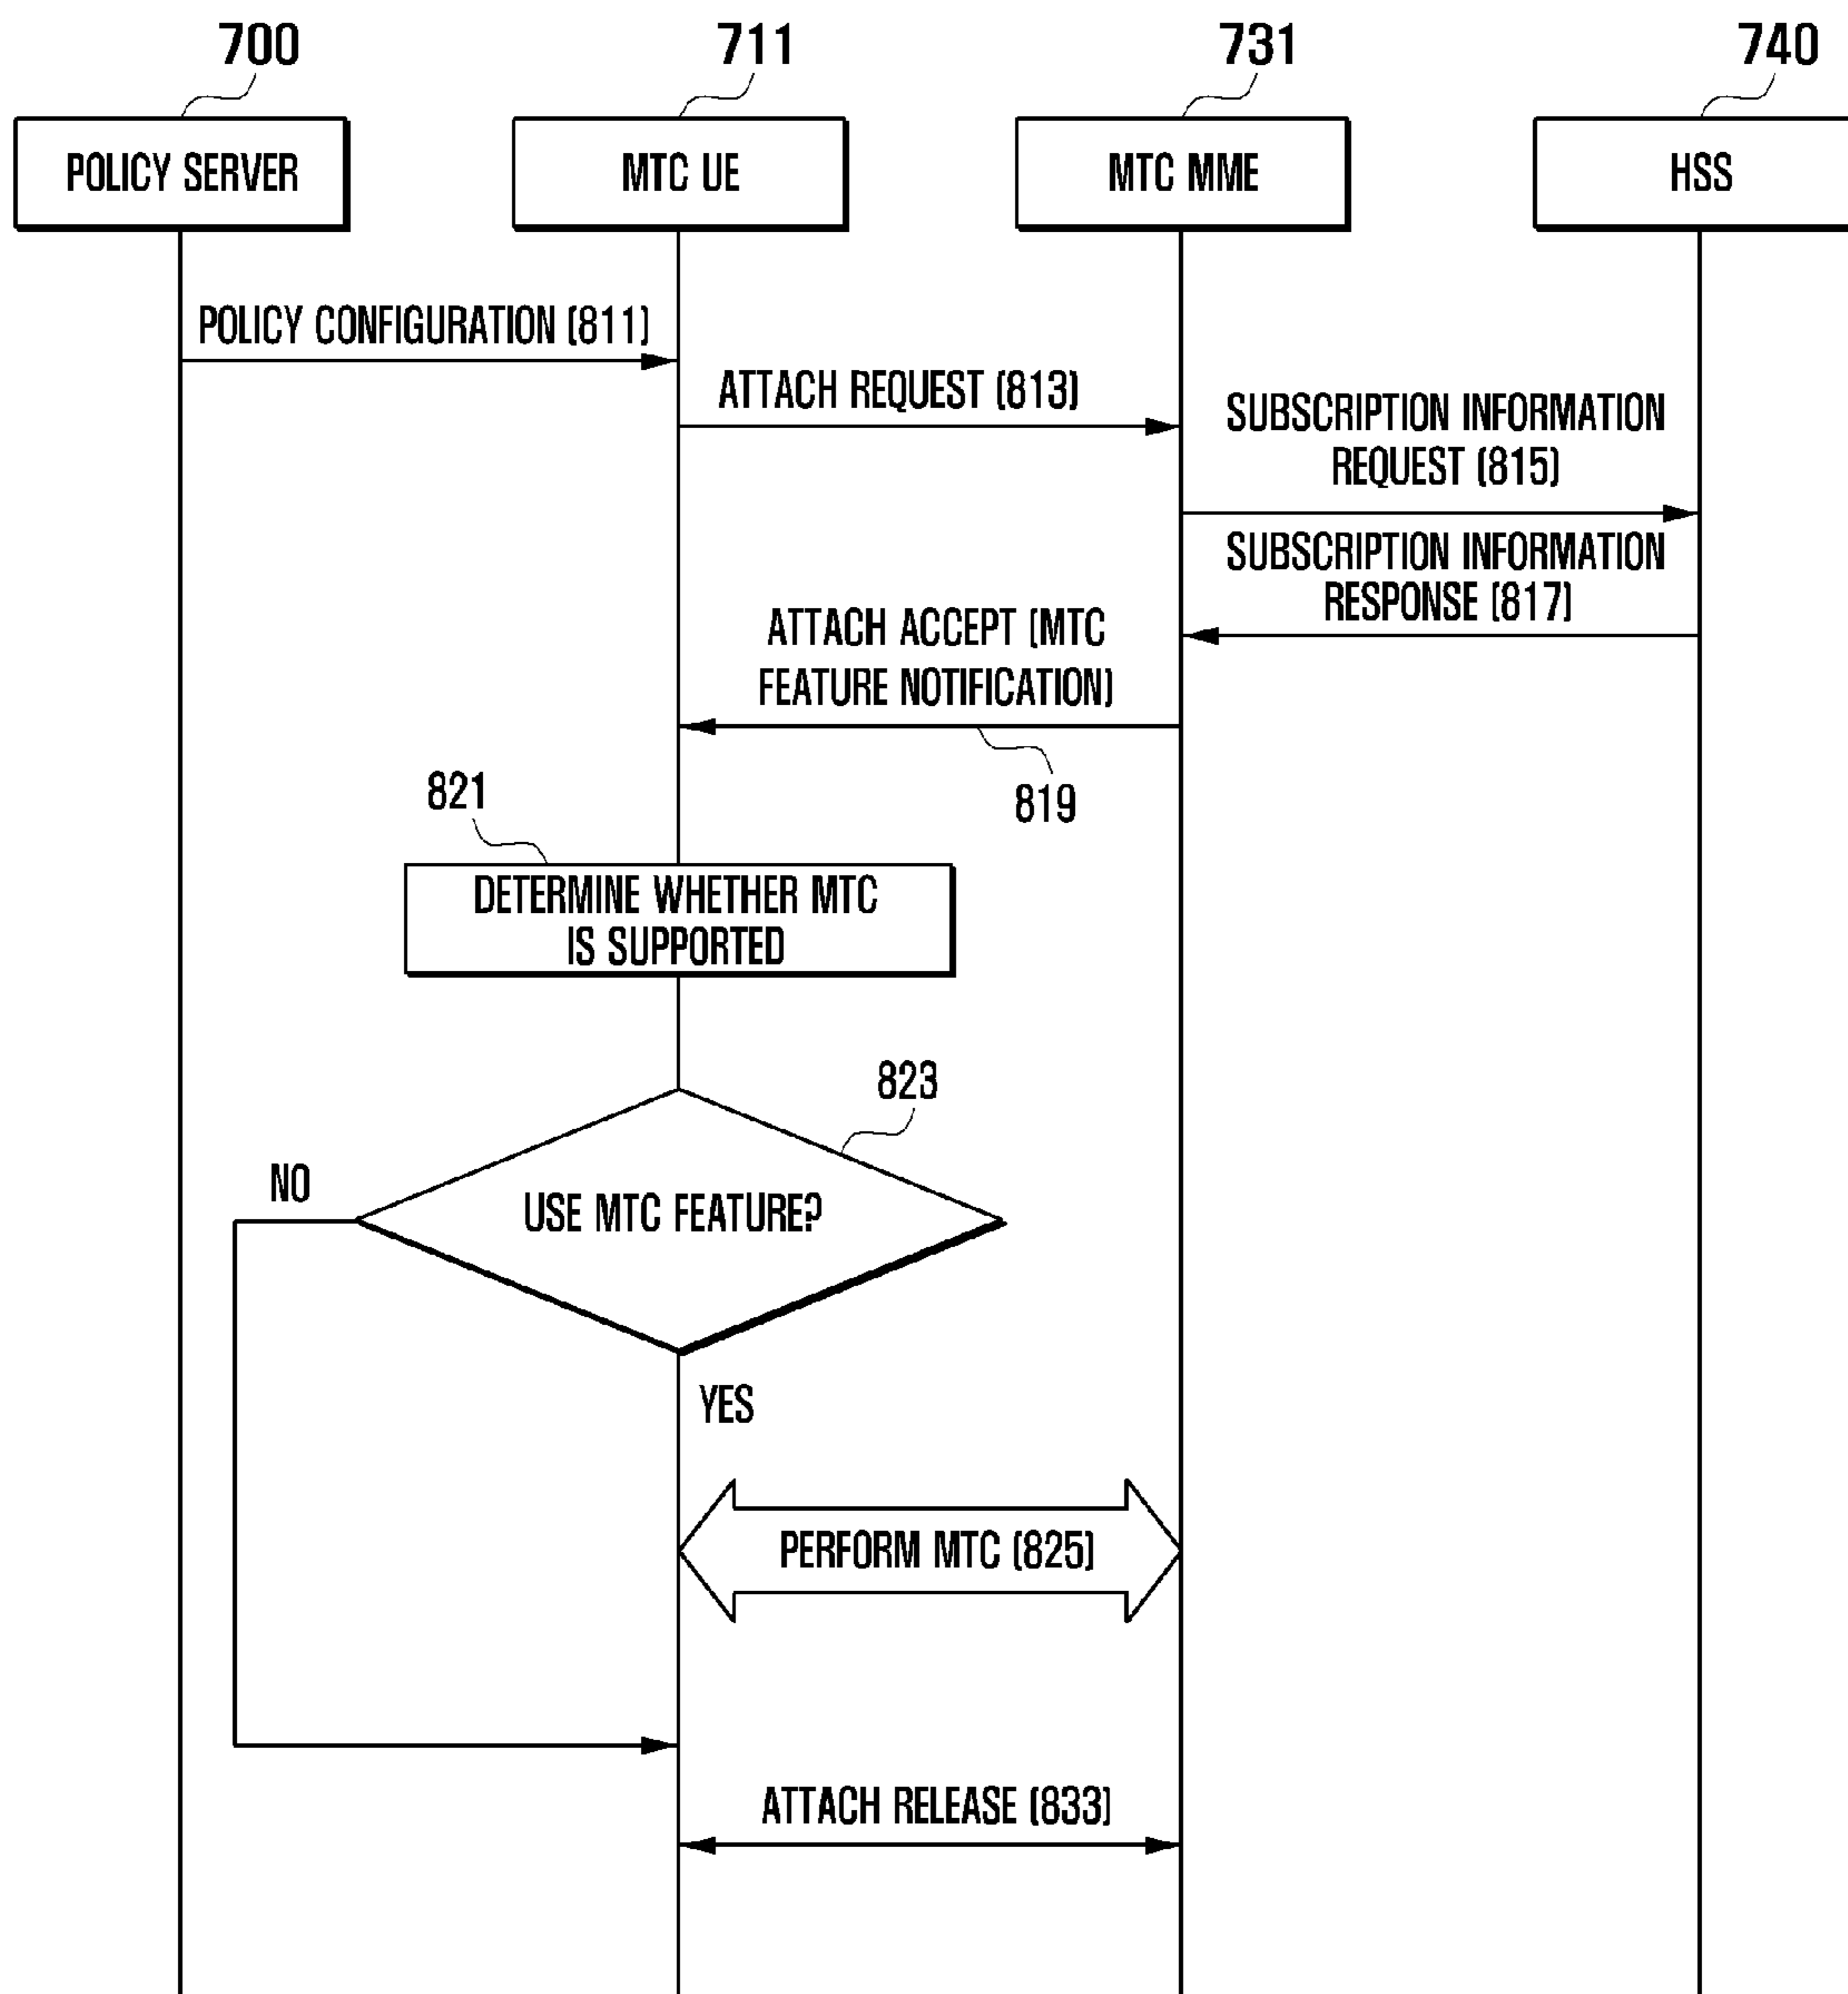 700
711
731
740
POLICY SERVER
MTC UE
MTC MME
HSS
POLICY CONFIGURATION (811)
ATTACH REQUEST (813)
SUBSCRIPTION INFORMATION
REQUEST (815)
SUBSCRIPTION INFORMATION
RESPONSE (817)
ATTACH ACCEPT (MTC
FEATURE NOTIFICATION)
819
821
DETERMINE WHETHER MTC
IS SUPPORTED
823
NO
USE MTC FEATURE?
YES
PERFORM MTC (825)
ATTACH RELEASE (833)